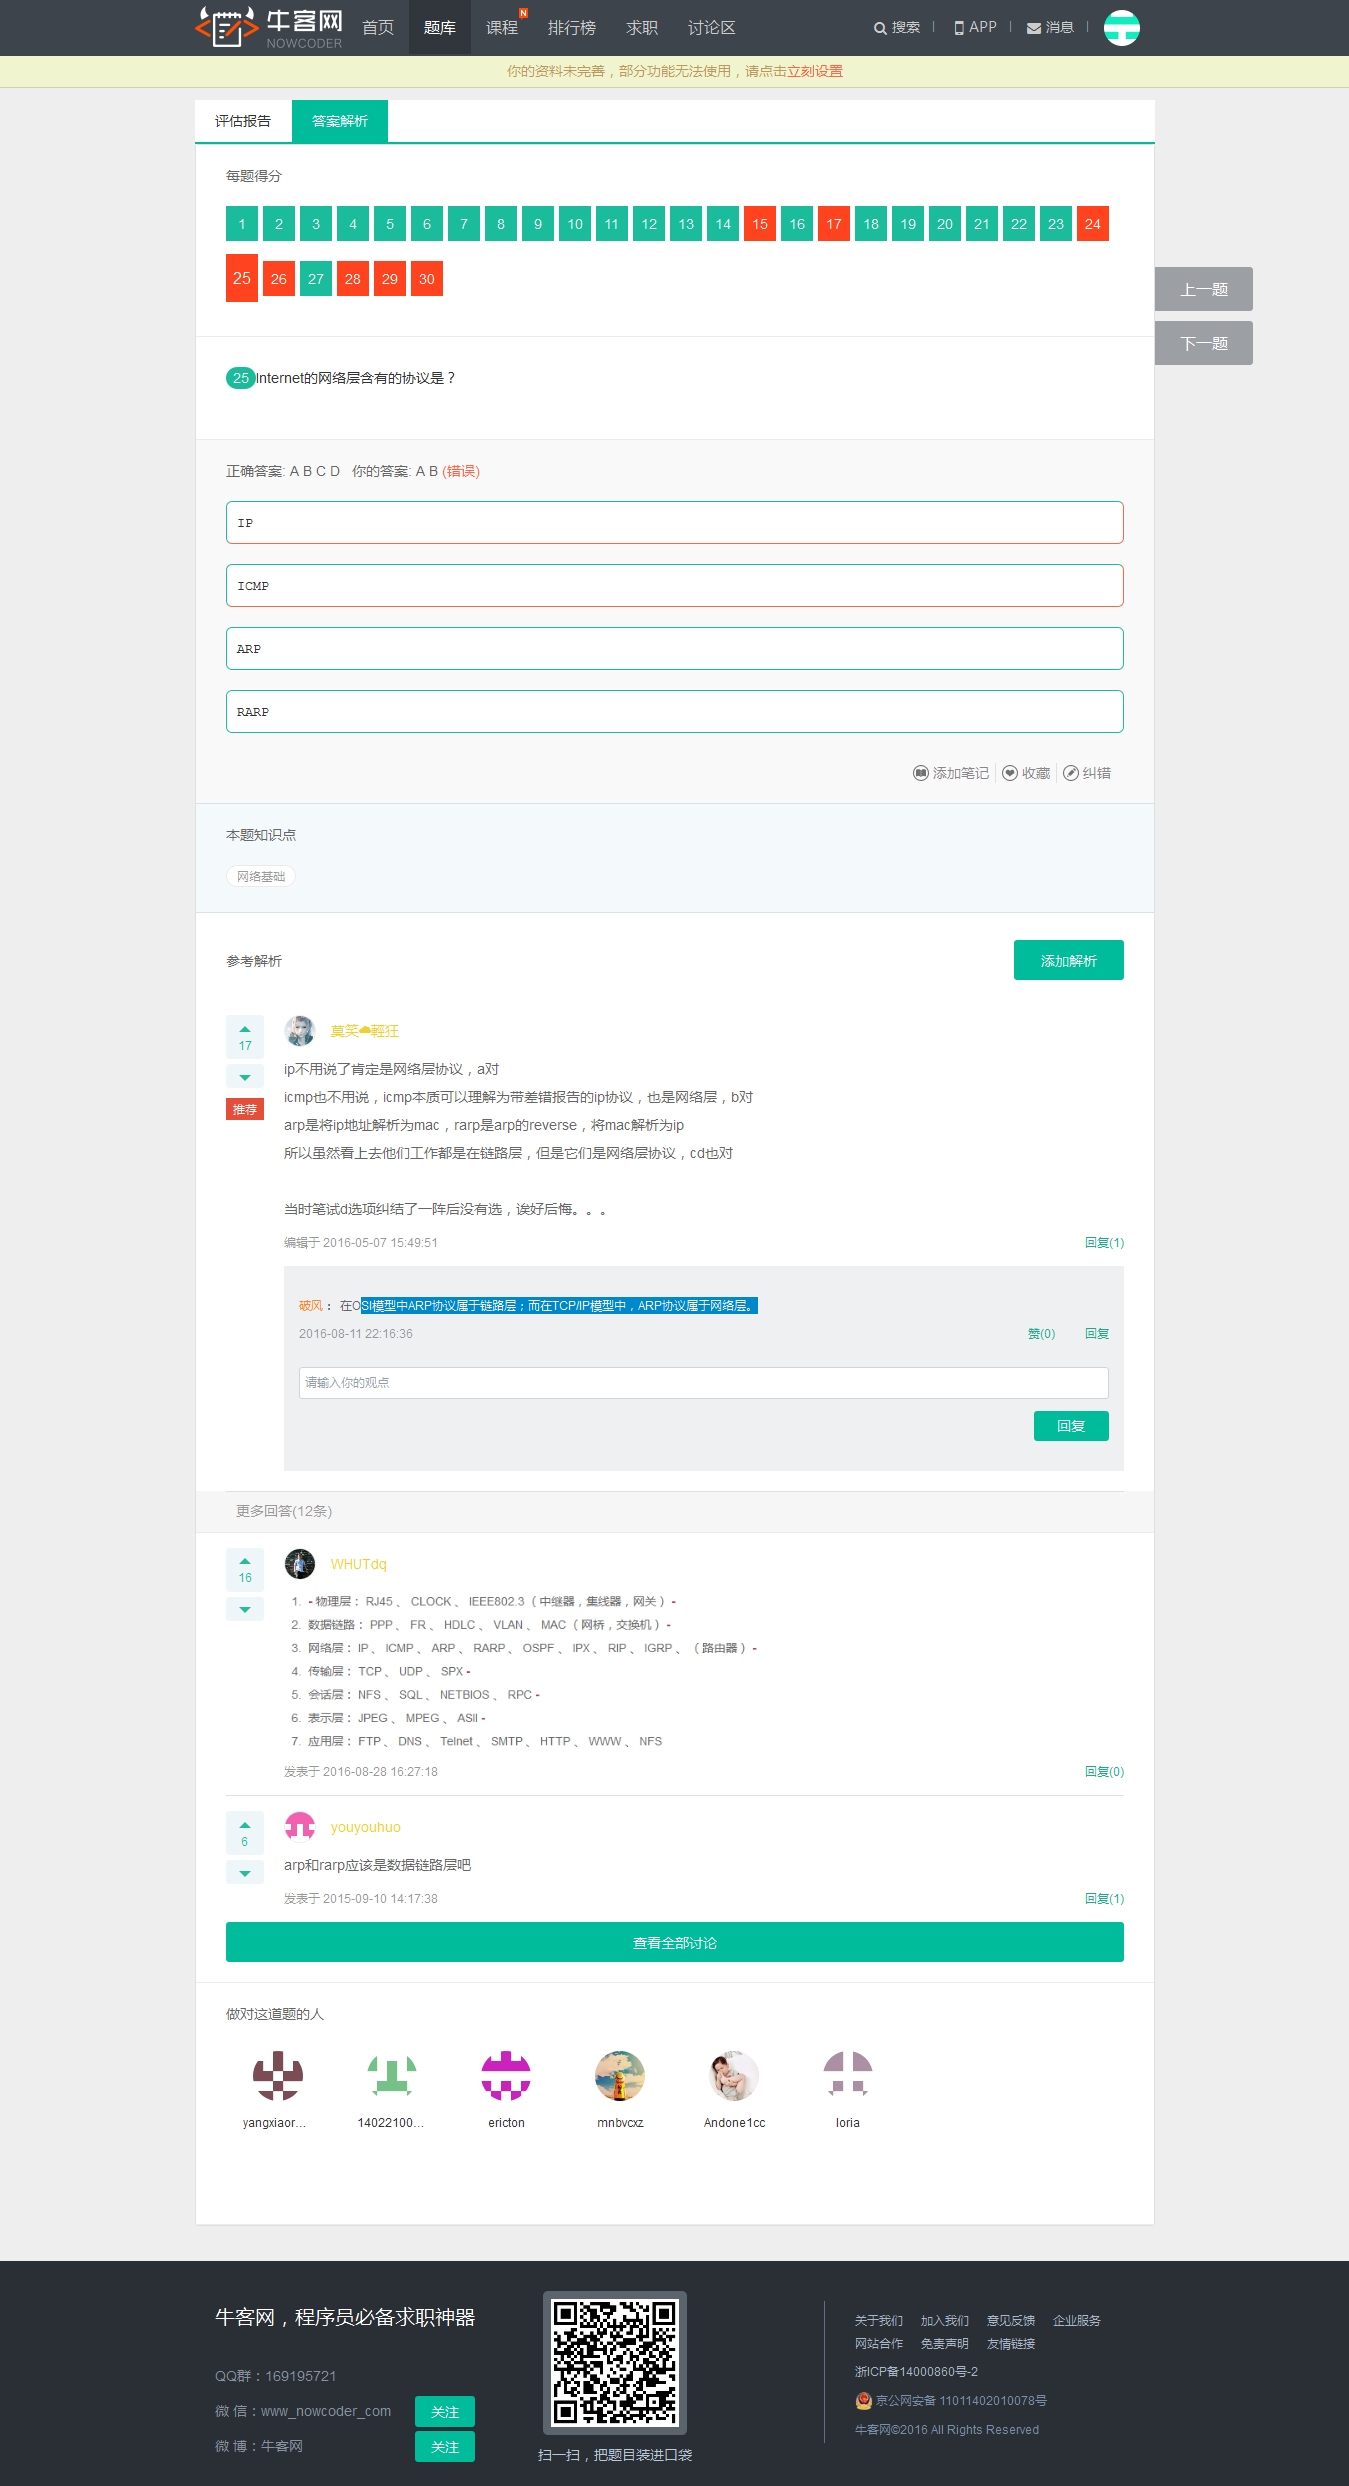 牛客网
NOWCODER
首页 题库 课程 N 排行榜 求职 讨论区 搜索 APP 消息
你的资料未完善，部分功能无法使用，请点击立刻设置
评估报告 答案解析
每题得分
1 2 3 4 5 6 7 8 9 10 11 12 13 14 15 16 17 18 19 20 21 22 23 24
25 26 27 28 29 30
上一题
下一题
25 Internet的网络层含有的协议是？
正确答案: A B C D 你的答案: A B (错误)
IP
ICMP
ARP
RARP
添加笔记 收藏 纠错
本题知识点
网络基础
参考解析 添加解析
17
推荐
莫笑☁輕狂
ip不用说了肯定是网络层协议，a对
icmp也不用说，icmp本质可以理解为带差错报告的ip协议，也是网络层，b对
arp是将ip地址解析为mac，rarp是arp的reverse，将mac解析为ip
所以虽然看上去他们工作都是在链路层，但是它们是网络层协议，cd也对
当时笔试d选项纠结了一阵后没有选，诶好后悔。。。
编辑于 2016-05-07 15:49:51 回复(1)
破风： 在OSI模型中ARP协议属于链路层；而在TCP/IP模型中，ARP协议属于网络层。
2016-08-11 22:16:36 赞(0) 回复
请输入你的观点
回复
更多回答(12条)
16
WHUTdq
1. - 物理层： RJ45 、 CLOCK 、 IEEE802.3 （中继器，集线器，网关） -
2. 数据链路： PPP 、 FR 、 HDLC 、 VLAN 、 MAC （网桥，交换机） -
3. 网络层： IP 、 ICMP 、 ARP 、 RARP 、 OSPF 、 IPX 、 RIP 、 IGRP 、 （路由器） -
4. 传输层： TCP 、 UDP 、 SPX -
5. 会话层： NFS 、 SQL 、 NETBIOS 、 RPC -
6. 表示层： JPEG 、 MPEG 、 ASII -
7. 应用层： FTP 、 DNS 、 Telnet 、 SMTP 、 HTTP 、 WWW 、 NFS
发表于 2016-08-28 16:27:18 回复(0)
6
youyouhuo
arp和rarp应该是数据链路层吧
发表于 2015-09-10 14:17:38 回复(1)
查看全部讨论
做对这道题的人
yangxiaor... 14022100... ericton mnbvcxz Andone1cc loria
牛客网，程序员必备求职神器
QQ群：169195721
微 信：www_nowcoder_com 关注
微 博：牛客网 关注
扫一扫，把题目装进口袋
关于我们 加入我们 意见反馈 企业服务
网站合作 免责声明 友情链接
浙ICP备14000860号-2
京公网安备 11011402010078号
牛客网©2016 All Rights Reserved